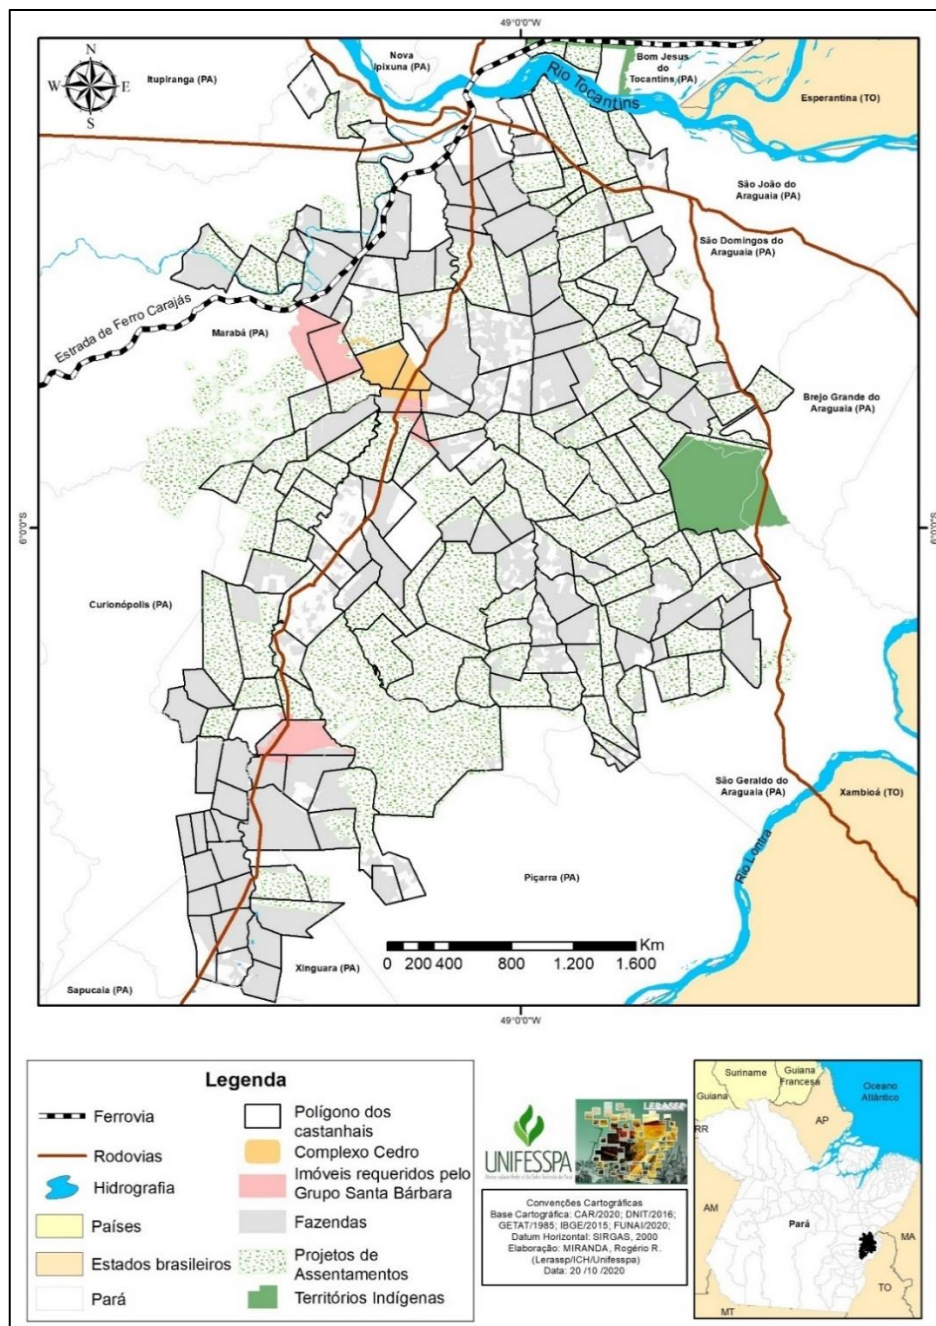 49°0'0"W
N
W
E
S
Itupiranga (PA)
Nova
Ipixuna (PA)
Bom Jesus
do
Tocantins (PA)
Rio Tocantins
Esperantina (TO)
São João do
Araguaia (PA)
São Domingos do
Araguaia (PA)
Estrada de Ferro Carajás
Marabá (PA)
Brejo Grande do
Araguaia (PA)
6°0'0"S
6°0'0"S
Curionópolis (PA)
São Geraldo do
Araguaia (PA)
Xambioá (TO)
Rio Lontra
Piçarra (PA)
Xinguara (PA)
Sapucaia (PA)
Km
0 200 400 800 1.200 1.600
49°0'0"W
Legenda
Ferrovia
Rodovias
Hidrografia
Países
Estados brasileiros
Pará
Polígono dos
castanhais
Complexo Cedro
Imóveis requeridos pelo
Grupo Santa Bárbara
Fazendas
Projetos de
Assentamentos
Territórios Indígenas
UNIFESSPA
LERASSP
Convenções Cartográficas
Base Cartográfica: CAR/2020; DNIT/2016;
GETAT/1985; IBGE/2015; FUNAI/2020;
Datum Horizontal: SIRGAS, 2000
Elaboração: MIRANDA, Rogério R.
(Lerassp/ICH/Unifesspa)
Data: 20 /10 /2020
Suriname
Guiana
Francesa
Guiana
Oceano
Atlântico
RR
AP
AM
Pará
MA
TO
MT